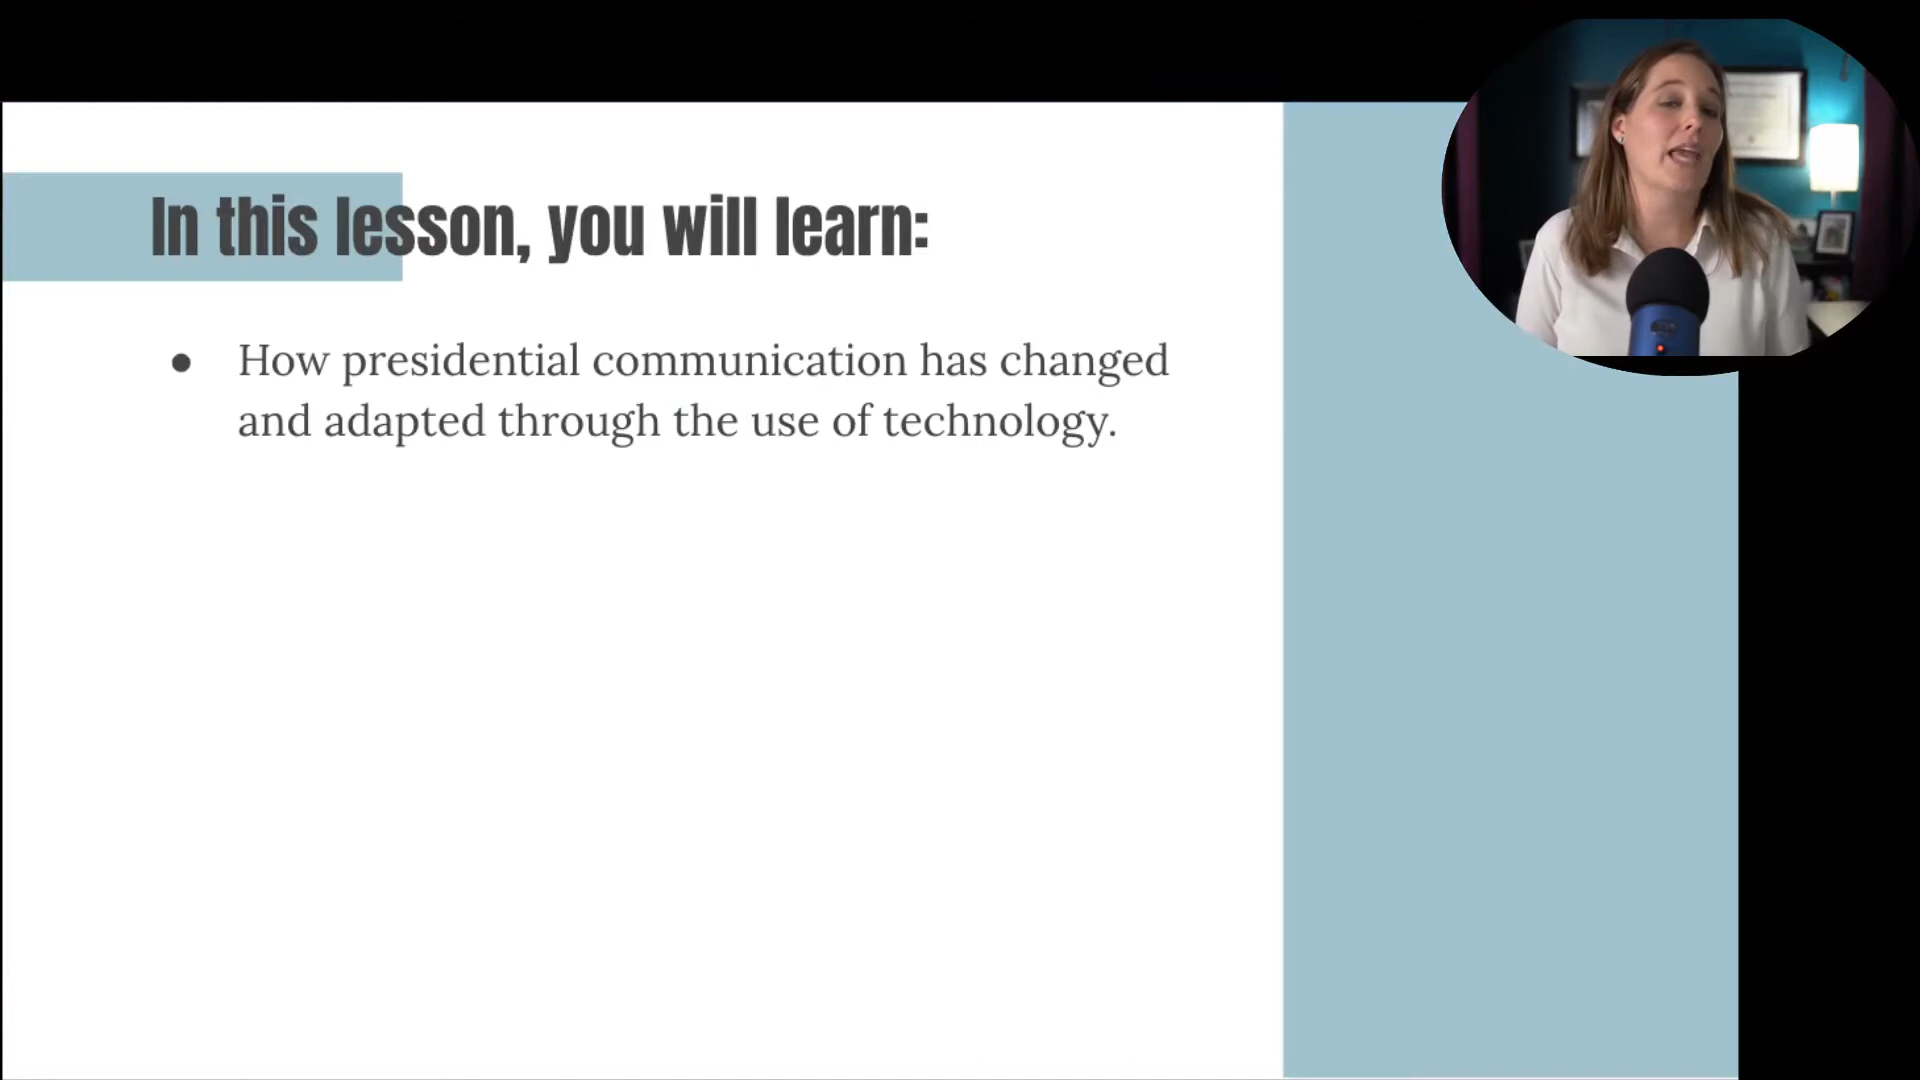 In this lesson, you will learn:
● How presidential communication has changed
and adapted through the use of technology.